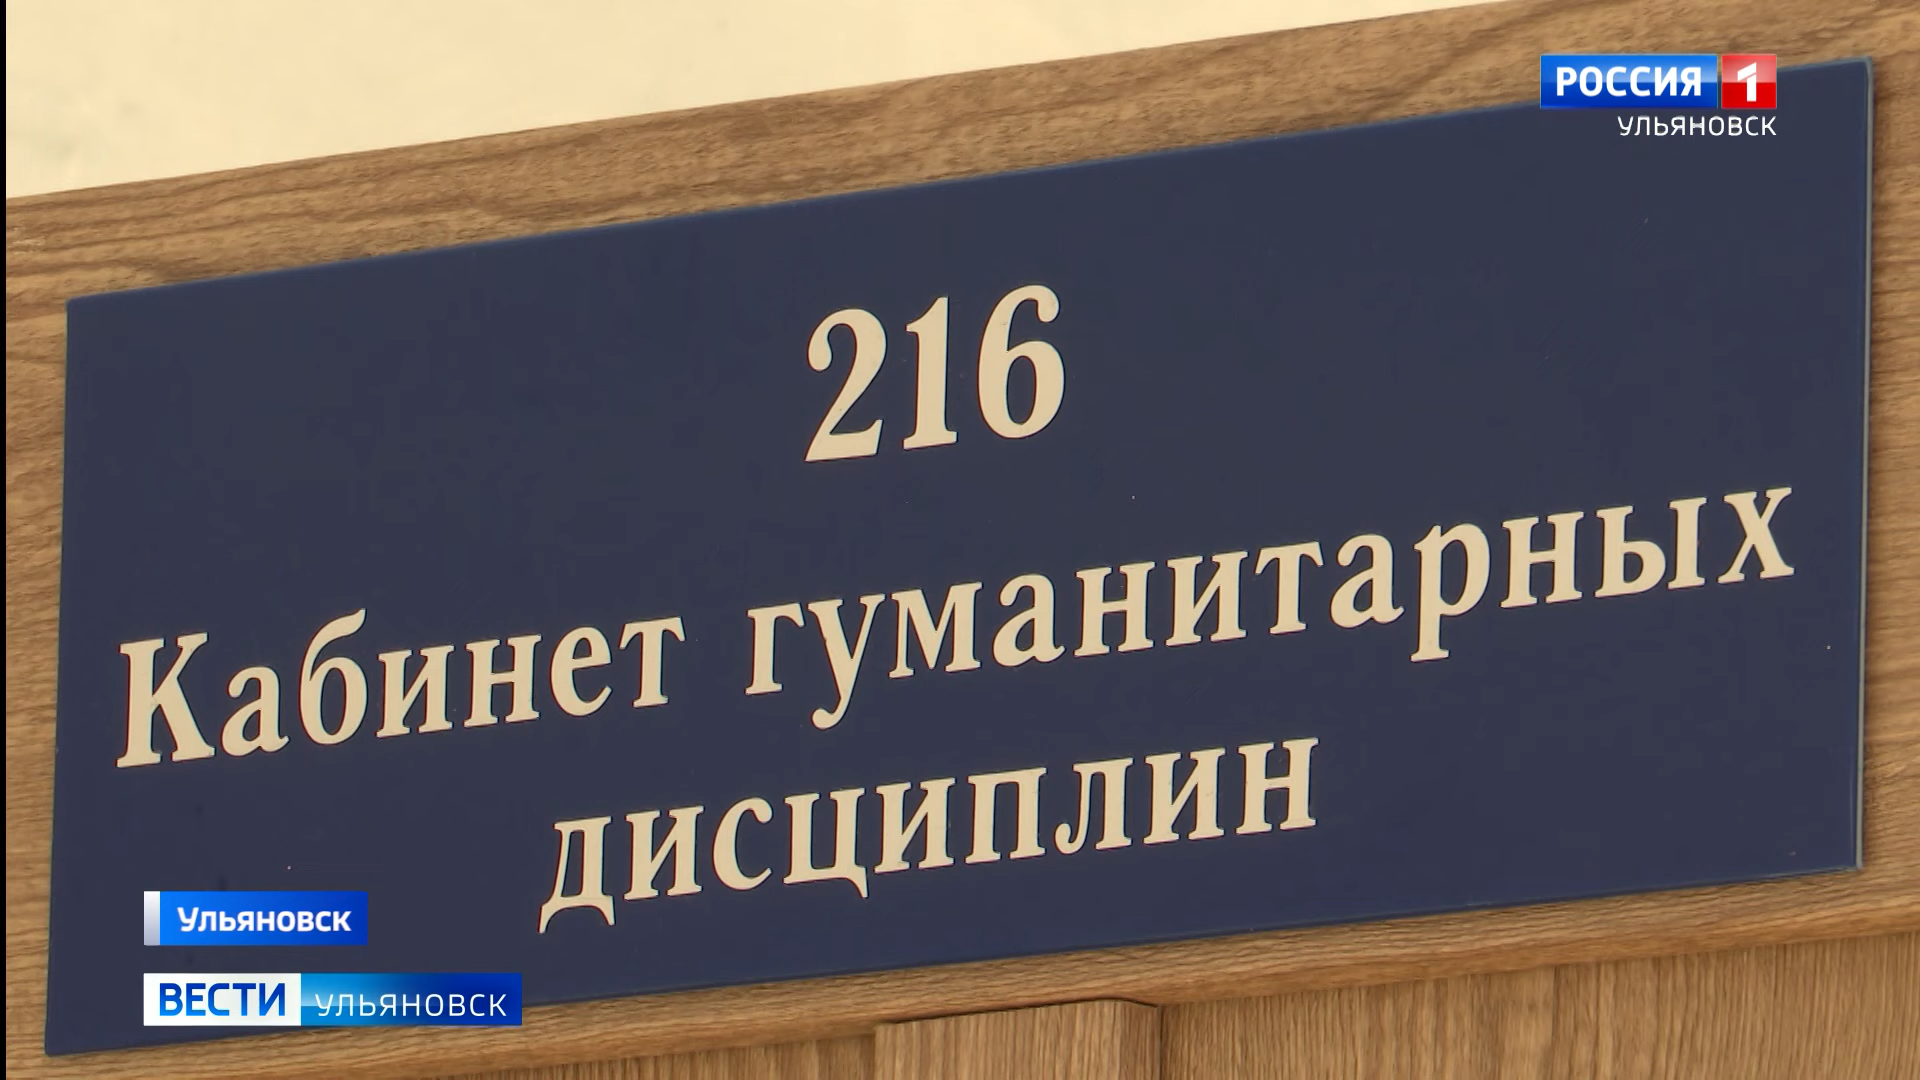 РОССИЯ 1
УЛЬЯНОВСК
216
Кабинет гуманитарных
дисциплин
Ульяновск
ВЕСТИ УЛЬЯНОВСК